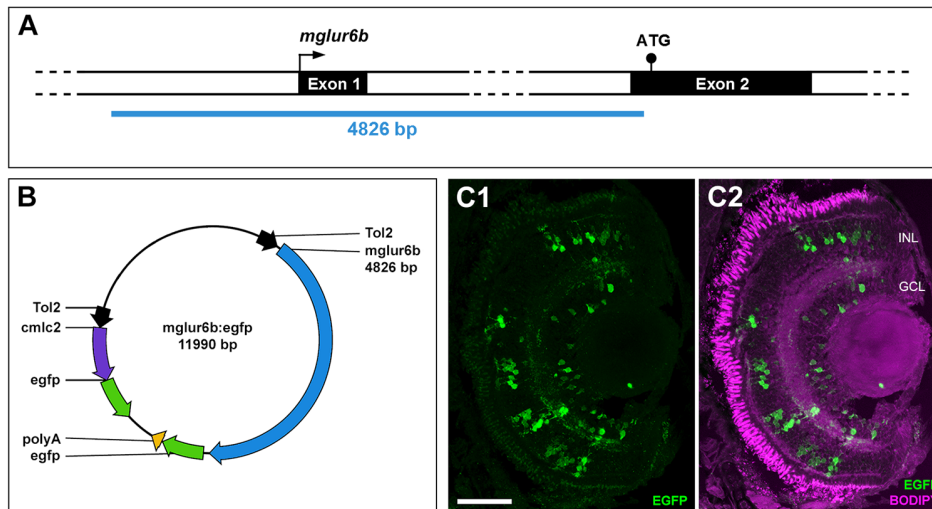 A
mglur6b
ATG
Exon 1
Exon 2
4826 bp
B
Tol2
mglur6b
4826 bp
Tol2
cmlc2
mglur6b:egfp
11990 bp
egfp
polyA
egfp
C1
EGFP
C2
INL
GCL
EGF
BODIP